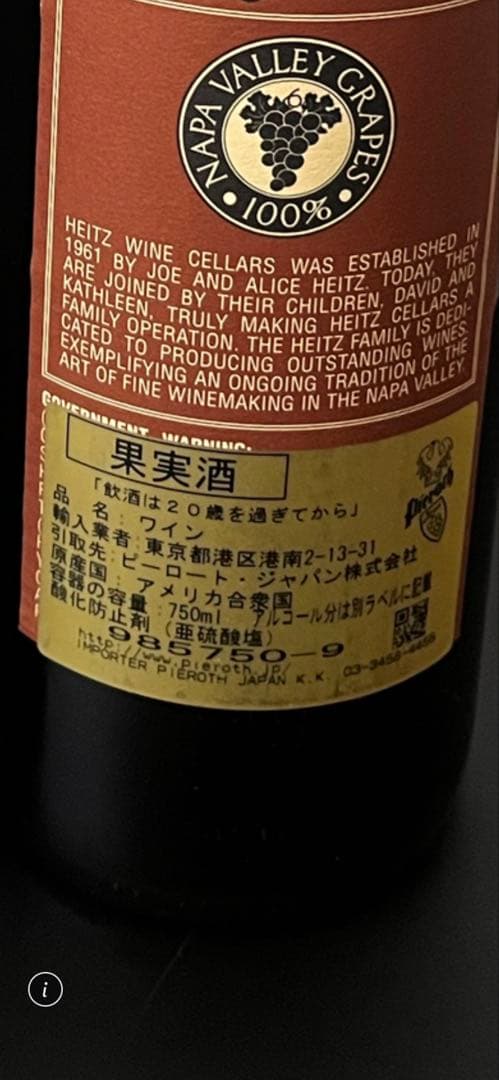 NAPA VALLEY GRAPES
• 100% •
HEITZ WINE CELLARS WAS ESTABLISHED IN
1961 BY JOE AND ALICE HEITZ. TODAY, THEY
ARE JOINED BY THEIR CHILDREN, DAVID AND
KATHLEEN, TRULY MAKING HEITZ CELLARS A
FAMILY OPERATION. THE HEITZ FAMILY IS DEDI-
CATED TO PRODUCING OUTSTANDING WINES,
EXEMPLIFYING AN ONGOING TRADITION OF THE
ART OF FINE WINEMAKING IN THE NAPA VALLEY.
GOVERNMENT WARNING:
果実酒
「飲酒は20歳を過ぎてから」
品名:ワイン
輸入業者:東京都港区港南2-13-31
引取先:ピーロート・ジャパン株式会社
原産国:アメリカ合衆国
容器の容量:750ml アルコール分は別ラベルに記載
酸化防止剤(亜硫酸塩)
985750-9
http://www.pieroth.jp/
IMPORTER PIEROTH JAPAN K.K. 03-3458-4455
Pieroth
i